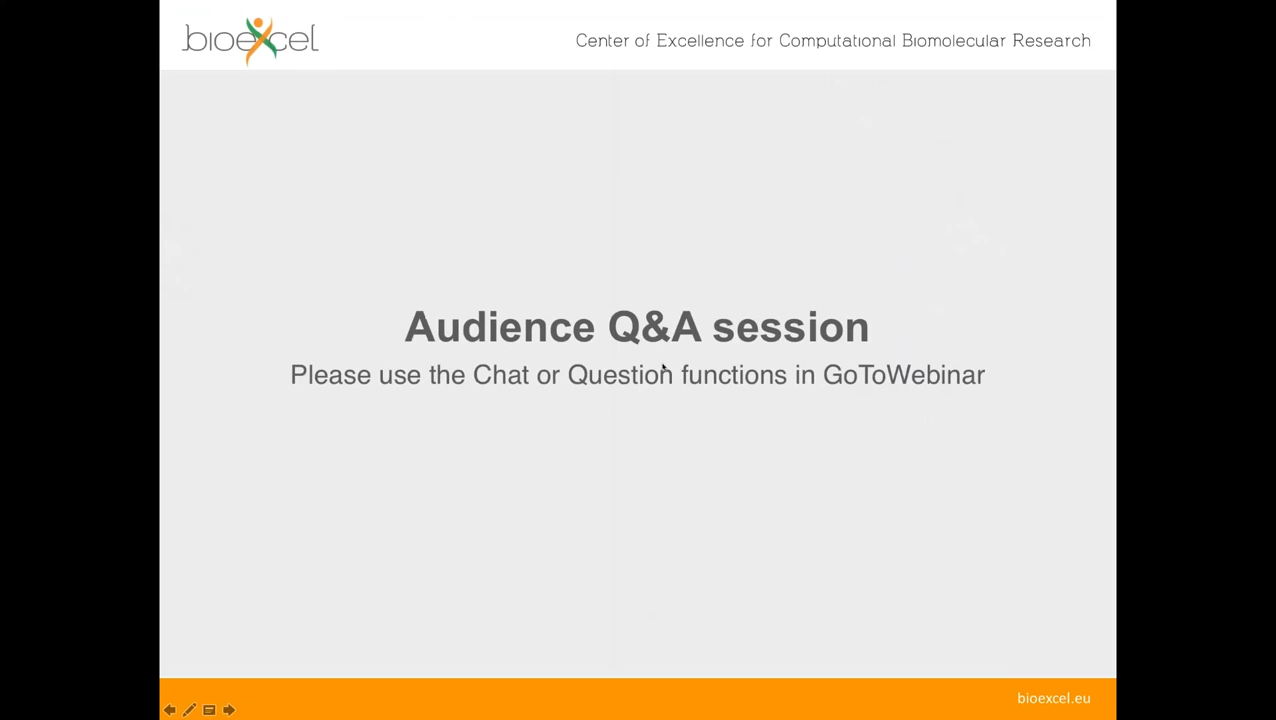 bioexcel
Center of Excellence for Computational Biomolecular Research
Audience Q&A session
Please use the Chat or Question functions in GoToWebinar
bioexcel.eu